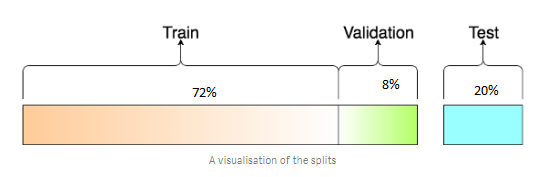 Train Validation Test
72% 8% 20%
A visualisation of the splits